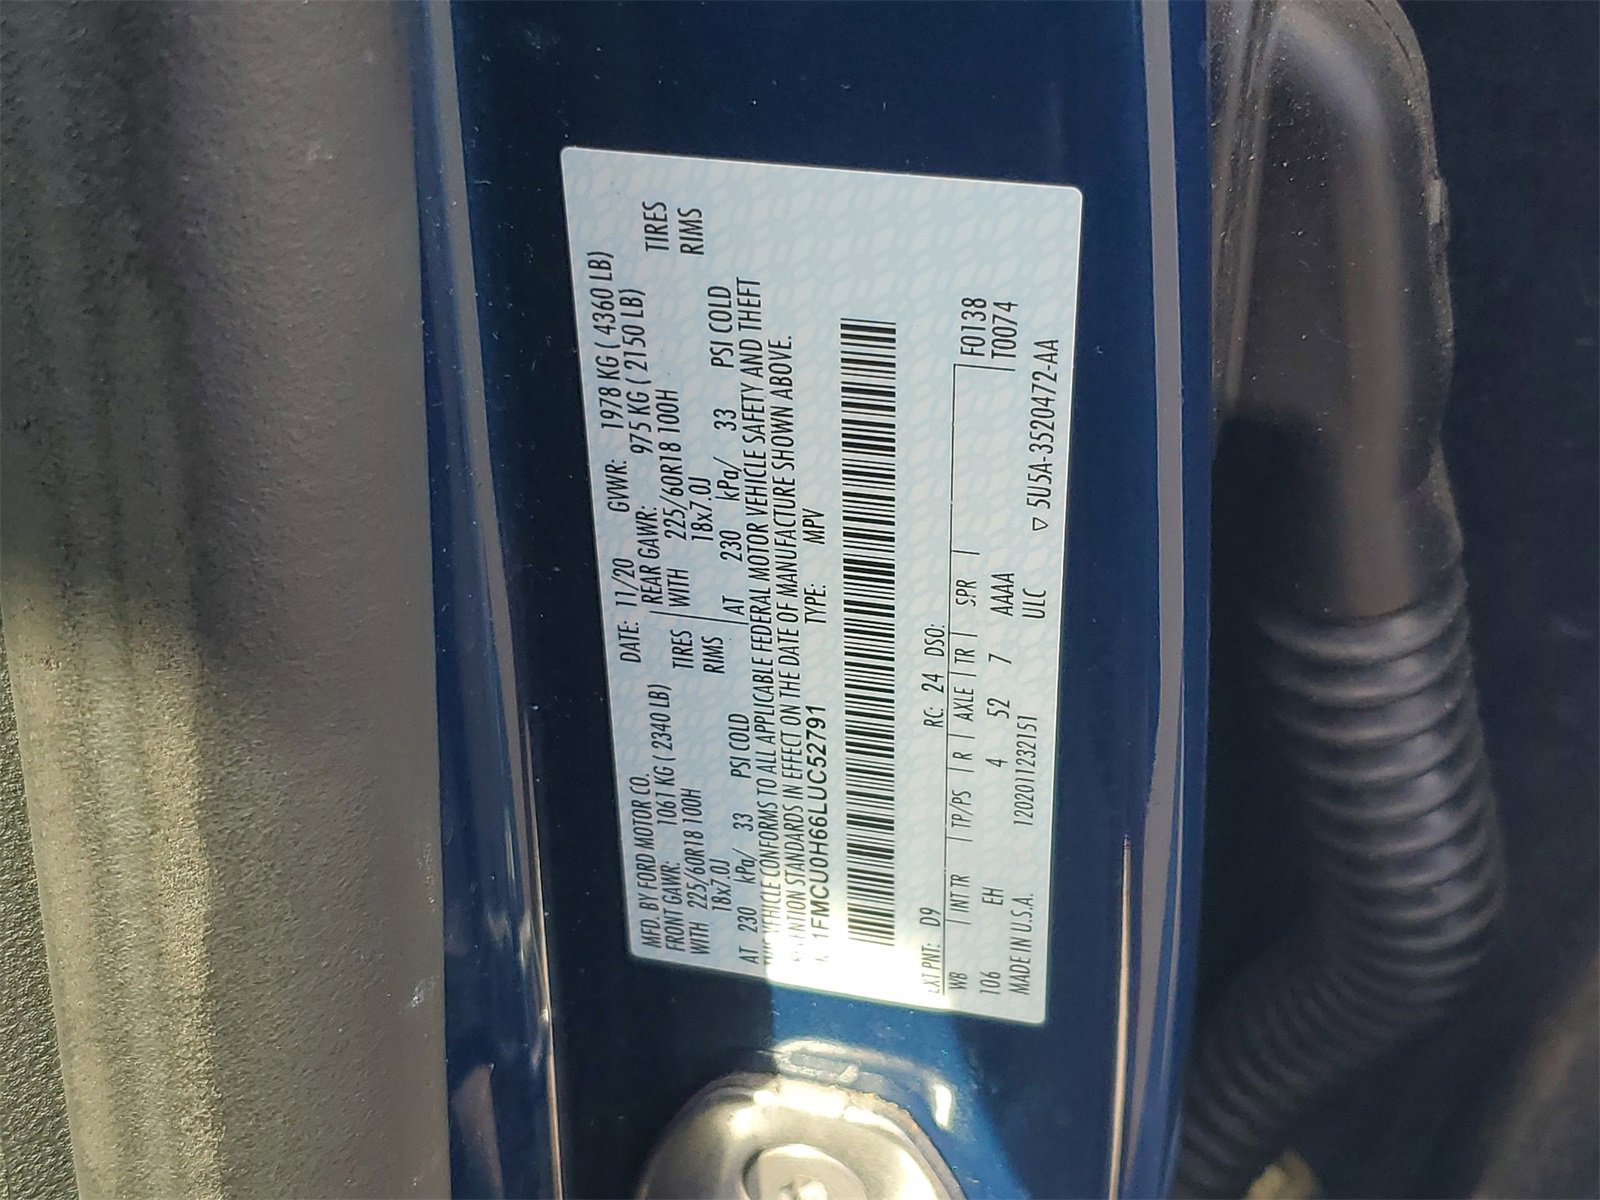 MFD. BY FORD MOTOR CO. DATE: 11/20 GVWR: 1978 KG ( 4360 LB)
FRONT GAWR: 1061 KG ( 2340 LB) REAR GAWR: 975 KG ( 2150 LB)
WITH 225/60R18 100H TIRES WITH 225/60R18 100H TIRES
18x7.0J RIMS 18x7.0J RIMS
AT 230 kPa/ 33 PSI COLD AT 230 kPa/ 33 PSI COLD
VEHICLE CONFORMS TO ALL APPLICABLE FEDERAL MOTOR VEHICLE SAFETY AND THEFT
STANDARDS IN EFFECT ON THE DATE OF MANUFACTURE SHOWN ABOVE.
1FMCU0H66LUC52791 TYPE: MPV
EXT PNT: D9 RC: 24 DSO:
WB INT TR TP/PS R AXLE TR SPR F0138
106 EH 4 52 7 AAAA T0074
MADE IN U.S.A. 1202011232151 ULC ▽ 5U5A-3520472-AA